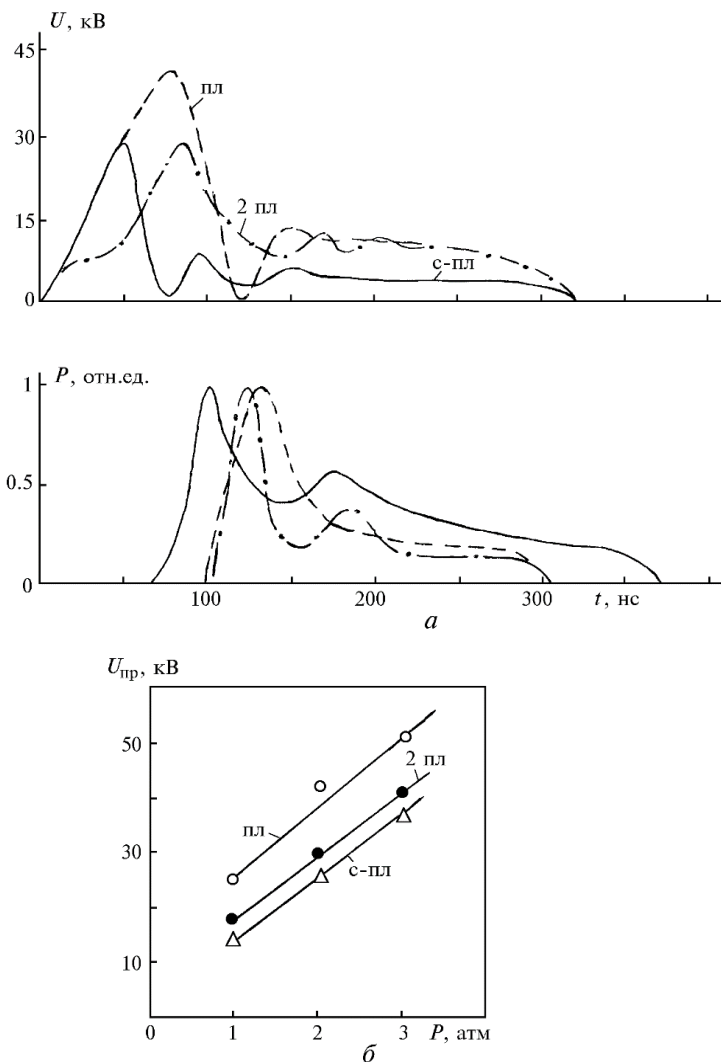 U, кВ
45
пл
30
2 пл
15
с-пл
0
P, отн.ед.
1
0.5
0
100
200
300
t, нс
а
Uпр, кВ
50
2 пл
пл
30
с-пл
10
0
1
2
3
P, атм
б